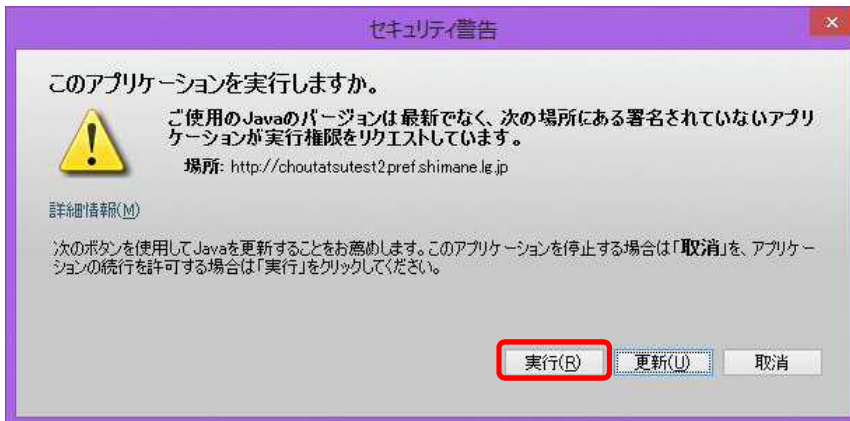 セキュリティ警告
このアプリケーションを実行しますか。
ご使用のJavaのバージョンは最新でなく、次の場所にある署名されていないアプリ
ケーションが実行権限をリクエストしています。
場所: http://choutatsutest2.pref.shimane.lg.jp
詳細情報(M)
次のボタンを使用してJavaを更新することをお薦めします。このアプリケーションを停止する場合は「取消」を、アプリケー
ションの続行を許可する場合は「実行」をクリックしてください。
実行(R) 更新(U) 取消